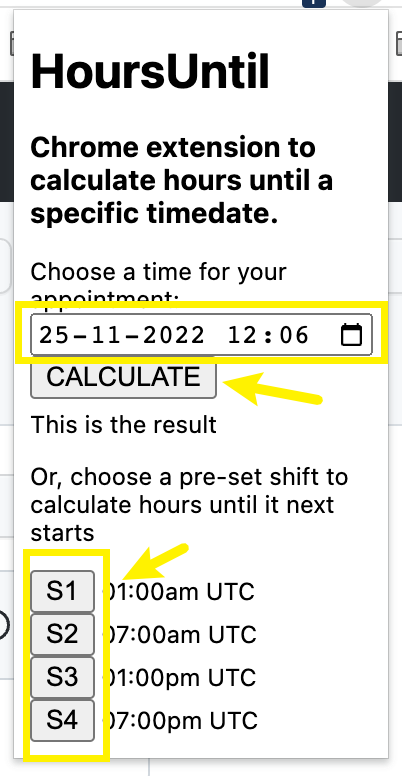 HoursUntil
Chrome extension to
calculate hours until a
specific timedate.
Choose a time for your
appointment:
25-11-2022 12:06
CALCULATE
This is the result
Or, choose a pre-set shift to
calculate hours until it next
starts
S1 01:00am UTC
S2 07:00am UTC
S3 01:00pm UTC
S4 07:00pm UTC